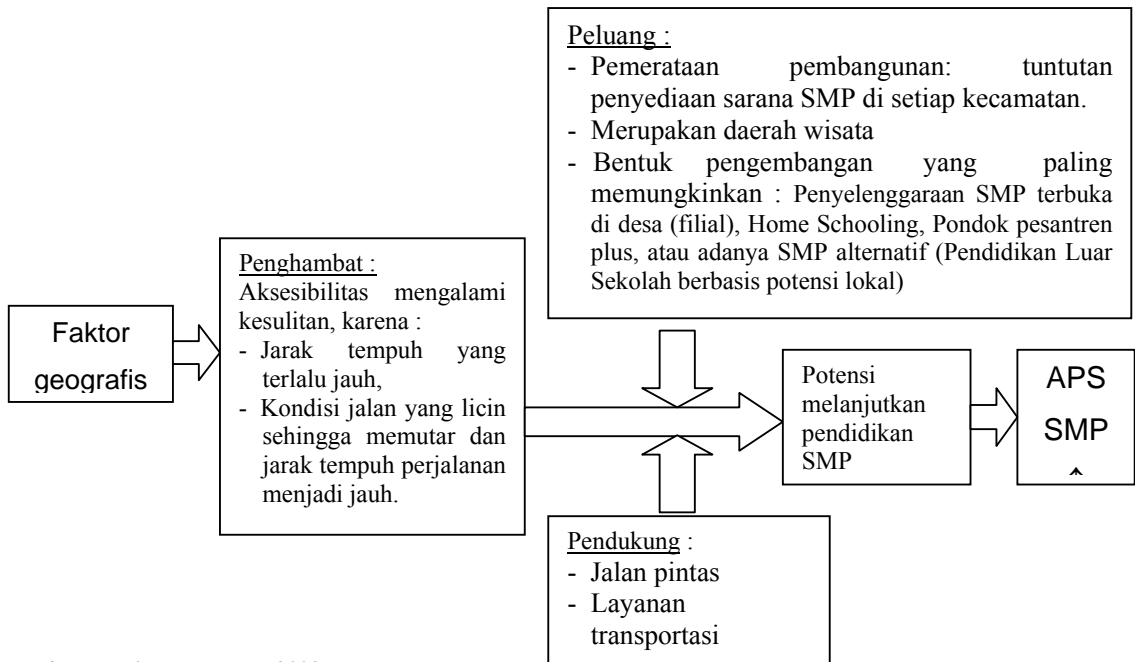 Peluang :
- Pemerataan pembangunan: tuntutan
penyediaan sarana SMP di setiap kecamatan.
- Merupakan daerah wisata
- Bentuk pengembangan yang paling
memungkinkan : Penyelenggaraan SMP terbuka
di desa (filial), Home Schooling, Pondok pesantren
plus, atau adanya SMP alternatif (Pendidikan Luar
Sekolah berbasis potensi lokal)
Faktor
geografis
Penghambat :
Aksesibilitas mengalami
kesulitan, karena :
- Jarak tempuh yang
terlalu jauh,
- Kondisi jalan yang licin
sehingga memutar dan
jarak tempuh perjalanan
menjadi jauh.
Potensi
melanjutkan
pendidikan
SMP
APS
SMP
Pendukung :
- Jalan pintas
- Layanan
transportasi